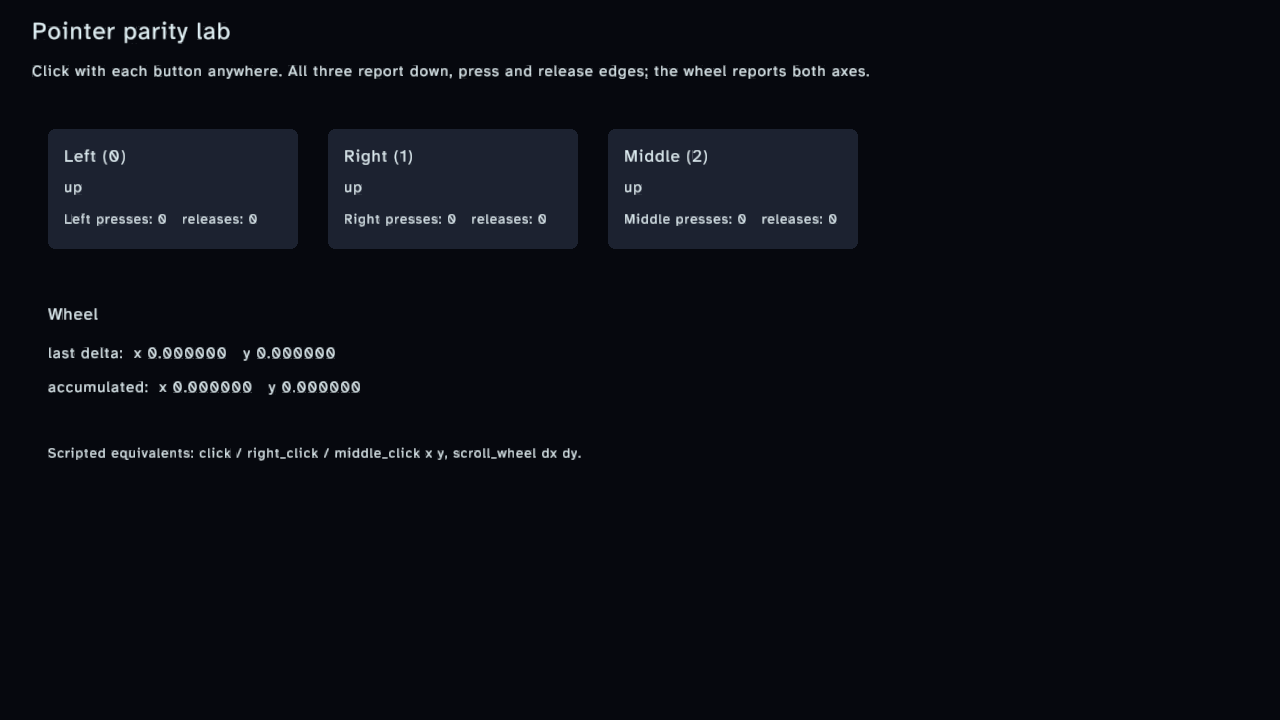 Pointer parity lab
Click with each button anywhere. All three report down, press and release edges; the wheel reports both axes.
Left (0)
up
Left presses: 0 releases: 0
Right (1)
up
Right presses: 0 releases: 0
Middle (2)
up
Middle presses: 0 releases: 0
Wheel
last delta: x 0.000000 y 0.000000
accumulated: x 0.000000 y 0.000000
Scripted equivalents: click / right_click / middle_click x y, scroll_wheel dx dy.